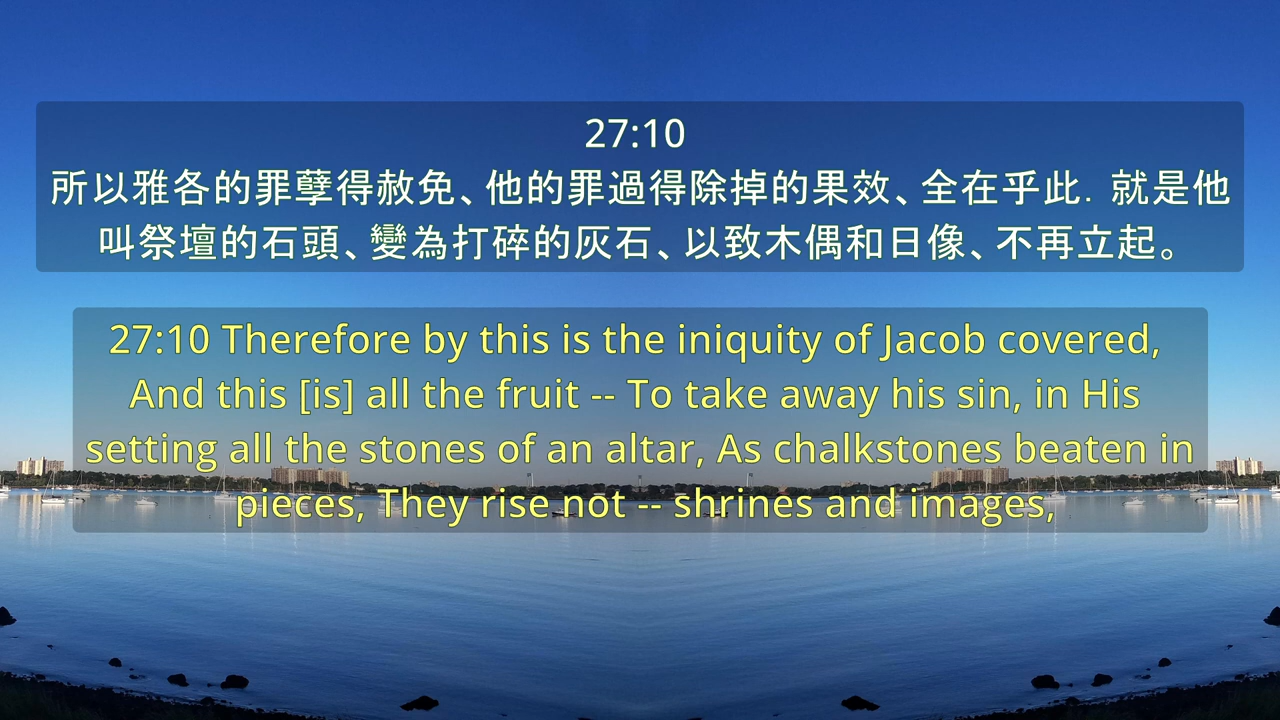 27:10
所以雅各的罪孽得赦免、他的罪過得除掉的果效、全在乎此．就是他
叫祭壇的石頭、變為打碎的灰石、以致木偶和日像、不再立起。
27:10 Therefore by this is the iniquity of Jacob covered,
And this [is] all the fruit -- To take away his sin, in His
setting all the stones of an altar, As chalkstones beaten in
pieces, They rise not -- shrines and images,